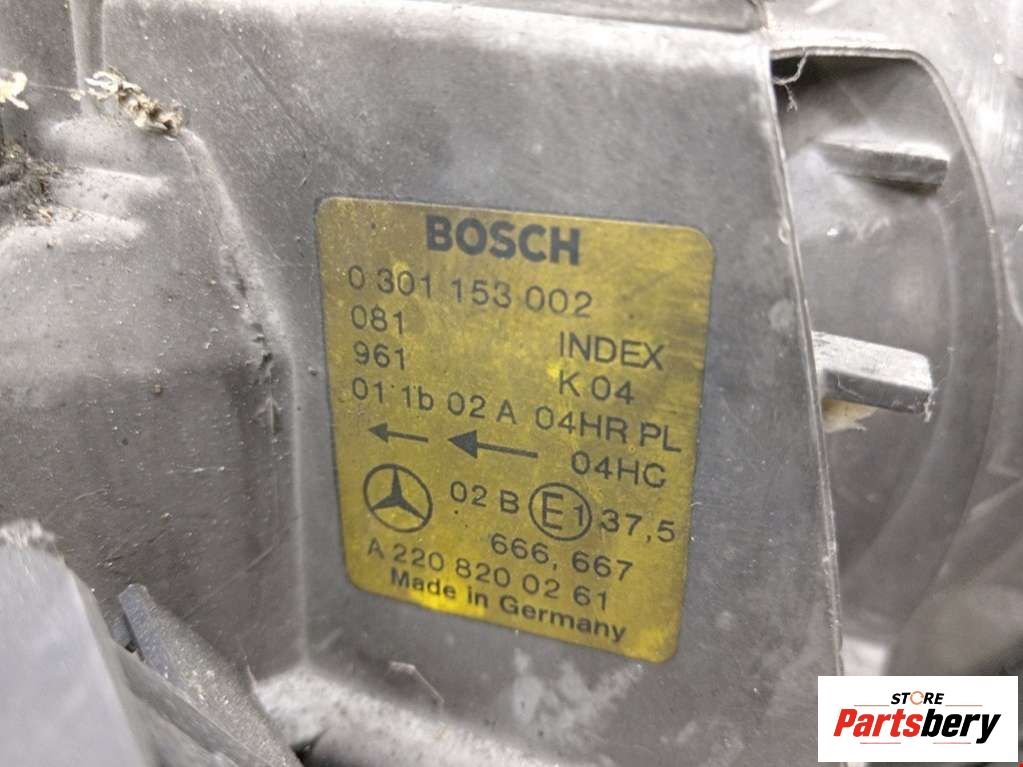 BOSCH
0 301 153 002
081
961
INDEX
K 04
01 1b 02 A 04HR PL
04HC
02 B E1 37,5
666, 667
A 220 820 02 61
Made in Germany
STORE
Partsbery